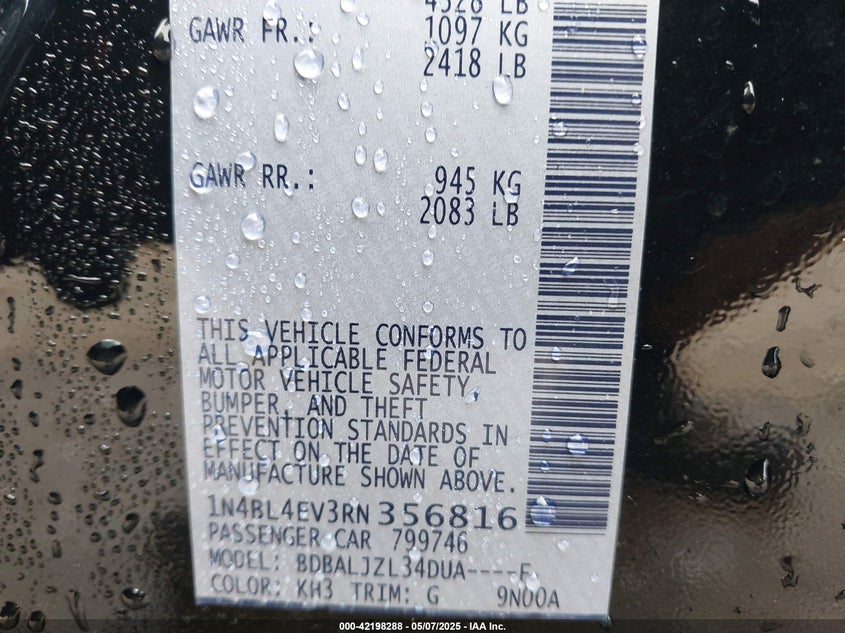 4328 LB
GAWR FR.: 1097 KG
2418 LB
GAWR RR.: 945 KG
2083 LB
THIS VEHICLE CONFORMS TO
ALL APPLICABLE FEDERAL
MOTOR VEHICLE SAFETY
BUMPER, AND THEFT
PREVENTION STANDARDS IN
EFFECT ON THE DATE OF
MANUFACTURE SHOWN ABOVE.
1N4BL4EV3RN356816
PASSENGER CAR 799746
MODEL: BDBALJZL34DUA----F
COLOR: KH3 TRIM: G 9N00A
000-42198288 - 05/07/2025 - IAA Inc.